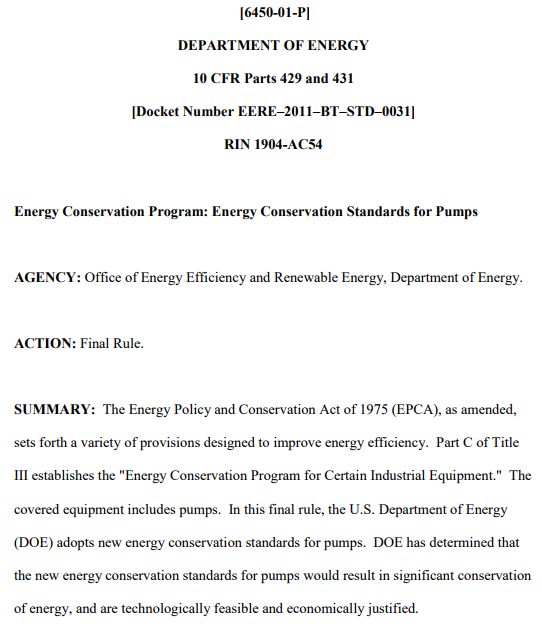 [6450-01-P]
DEPARTMENT OF ENERGY
10 CFR Parts 429 and 431
[Docket Number EERE–2011–BT–STD–0031]
RIN 1904-AC54
Energy Conservation Program: Energy Conservation Standards for Pumps
AGENCY: Office of Energy Efficiency and Renewable Energy, Department of Energy.
ACTION: Final Rule.
SUMMARY:  The Energy Policy and Conservation Act of 1975 (EPCA), as amended,
sets forth a variety of provisions designed to improve energy efficiency.  Part C of Title
III establishes the "Energy Conservation Program for Certain Industrial Equipment."  The
covered equipment includes pumps.  In this final rule, the U.S. Department of Energy
(DOE) adopts new energy conservation standards for pumps.  DOE has determined that
the new energy conservation standards for pumps would result in significant conservation
of energy, and are technologically feasible and economically justified.